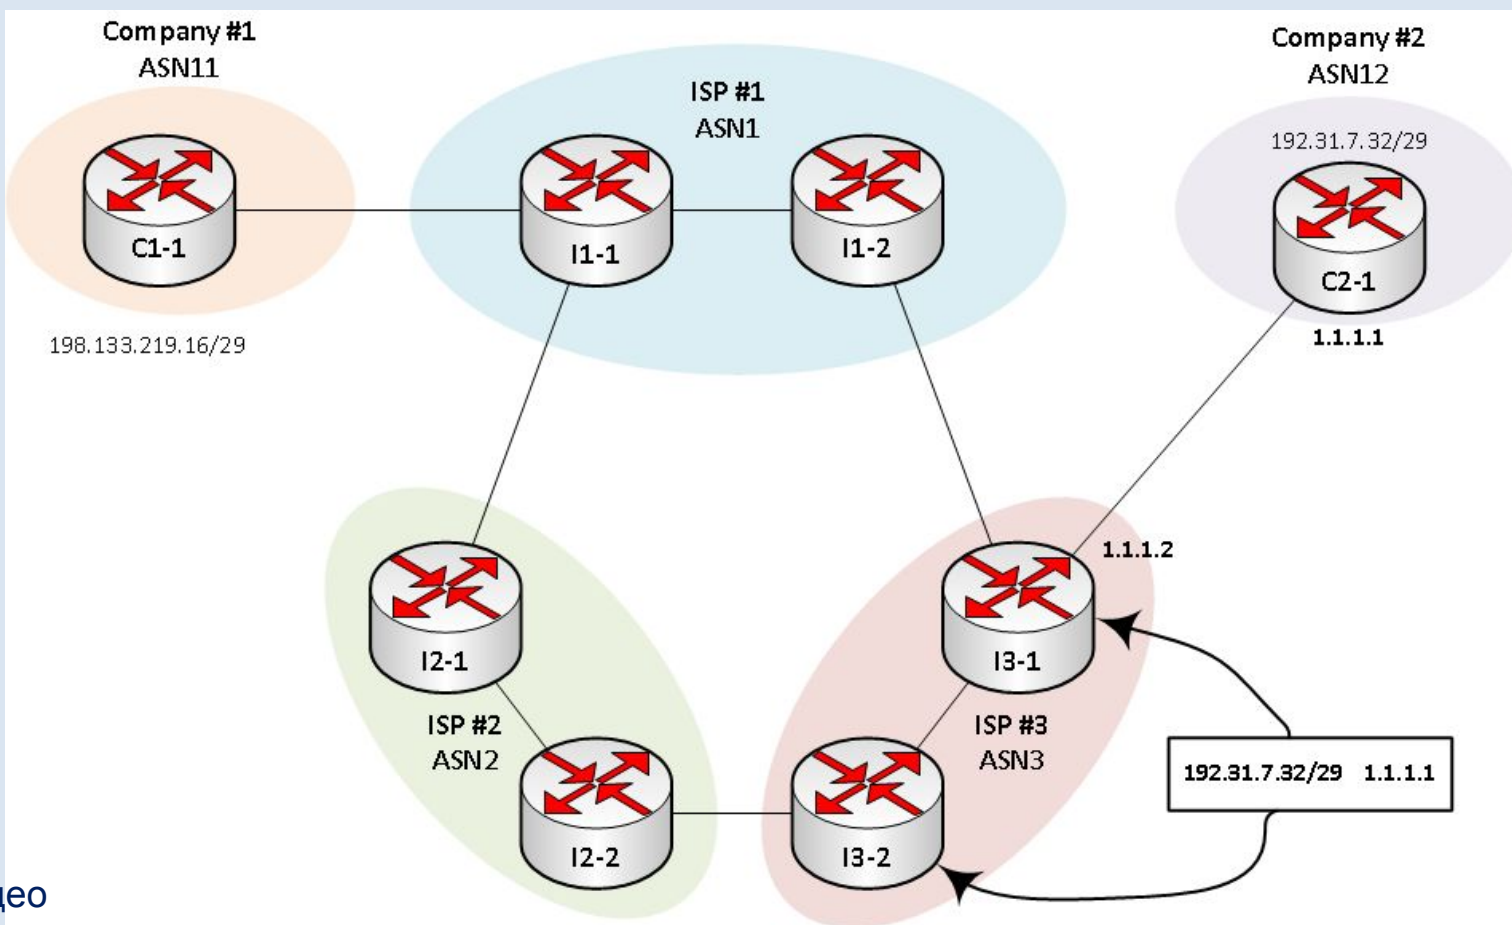 Company #1
ASN11
C1-1
198.133.219.16/29
ISP #1
ASN1
I1-1
I1-2
Company #2
ASN12
192.31.7.32/29
C2-1
1.1.1.1
I2-1
ISP #2
ASN2
I2-2
1.1.1.2
I3-1
ISP #3
ASN3
I3-2
192.31.7.32/29 1.1.1.1